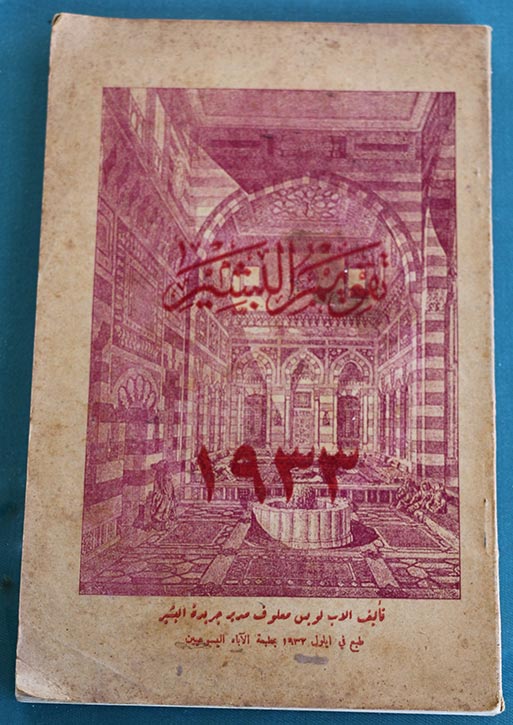 تقويم البشير
١٩٣٣
تأليف الاب لويس معلوف مدير جريدة البشير
طبع في ايلول ١٩٣٢ بمطبعة الآباء اليسوعيين